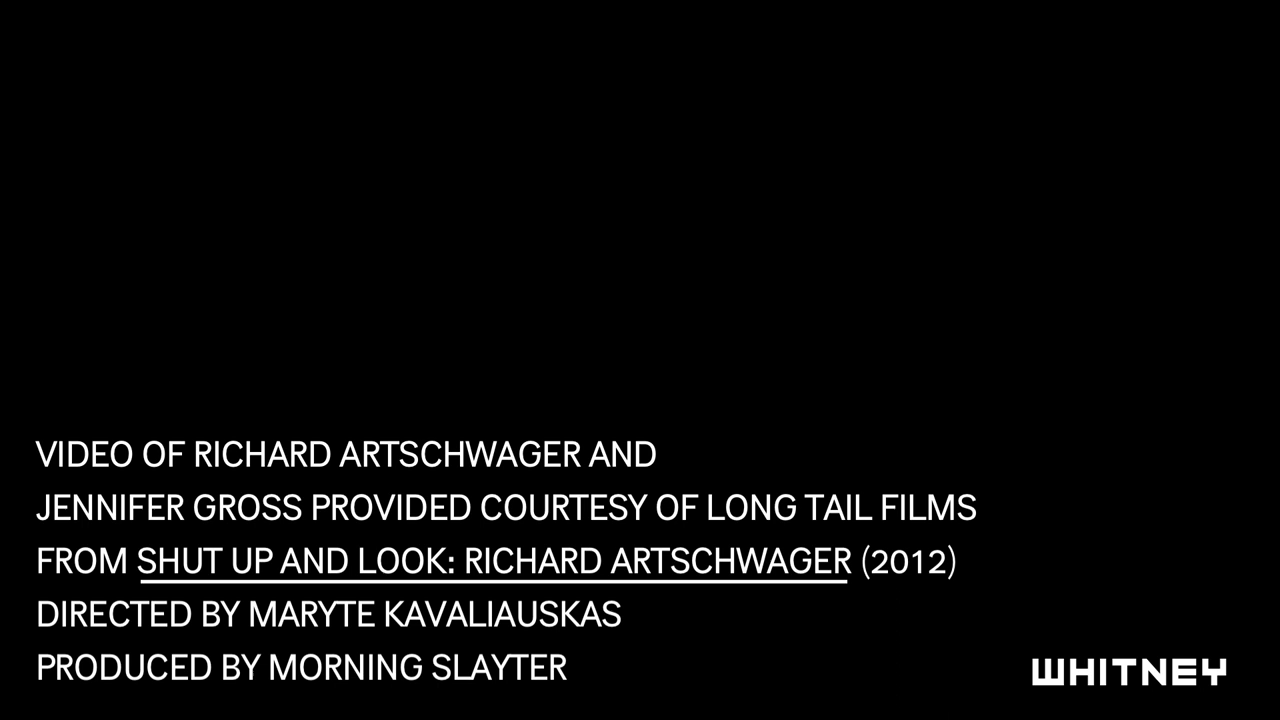 VIDEO OF RICHARD ARTSCHWAGER AND
JENNIFER GROSS PROVIDED COURTESY OF LONG TAIL FILMS
FROM SHUT UP AND LOOK: RICHARD ARTSCHWAGER (2012)
DIRECTED BY MARYTE KAVALIAUSKAS
PRODUCED BY MORNING SLAYTER
WHITNEY